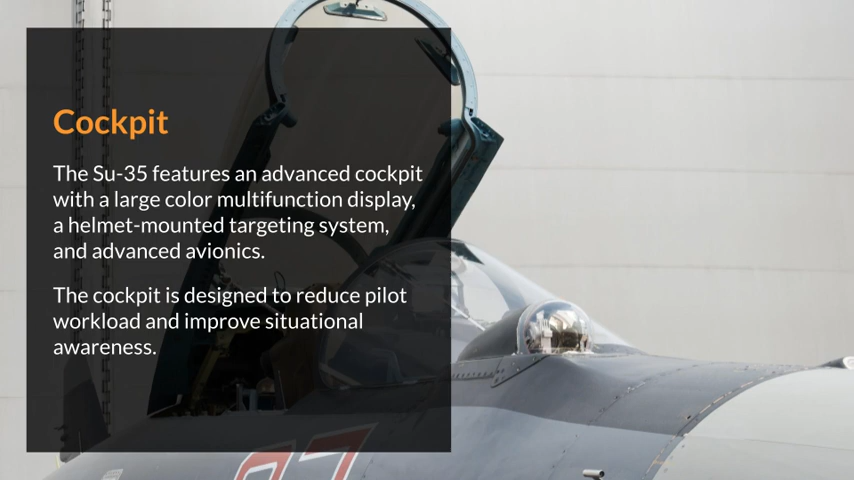 Cockpit
The Su-35 features an advanced cockpit
with a large color multifunction display,
a helmet-mounted targeting system,
and advanced avionics.
The cockpit is designed to reduce pilot
workload and improve situational
awareness.